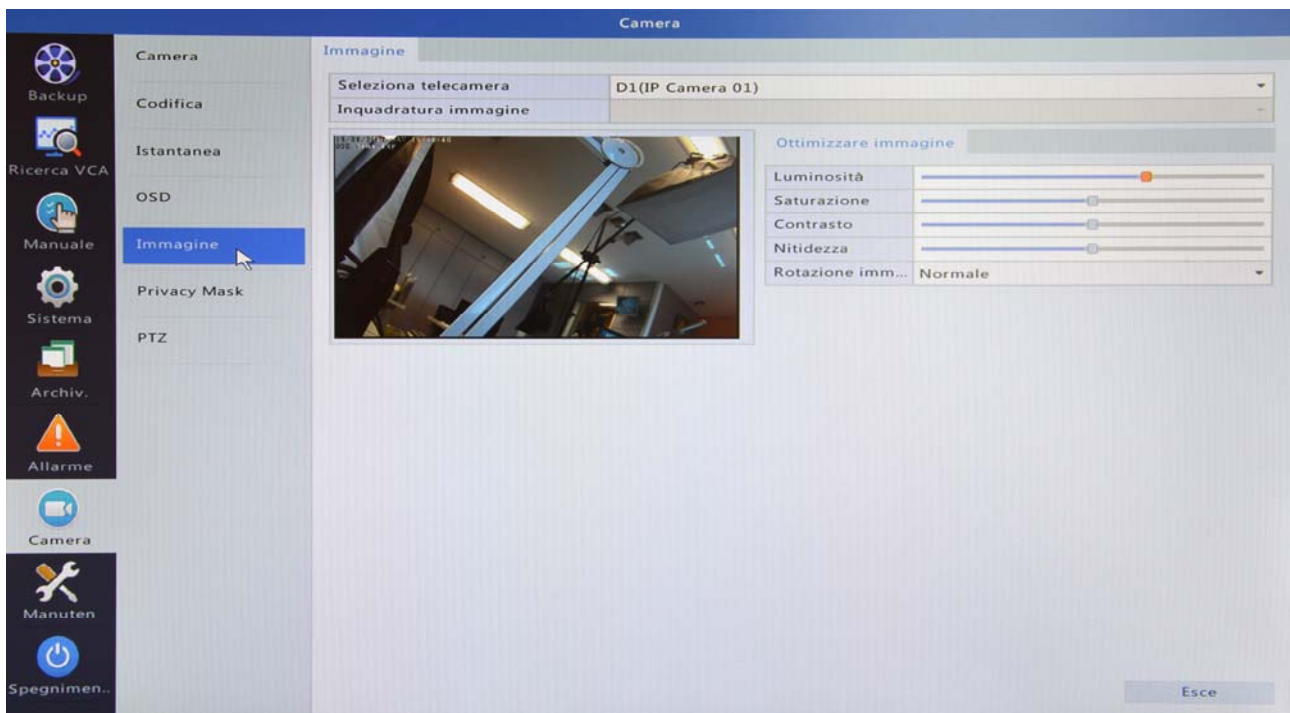 Camera
Backup
Ricerca VCA
Manuale
Sistema
Archiv.
Allarme
Camera
Manuten
Spegnimen..
Camera
Codifica
Istantanea
OSD
Immagine
Privacy Mask
PTZ
Immagine
Seleziona telecamera D1(IP Camera 01)
Inquadratura immagine
Ottimizzare immagine
Luminosità
Saturazione
Contrasto
Nitidezza
Rotazione imm... Normale
Esce